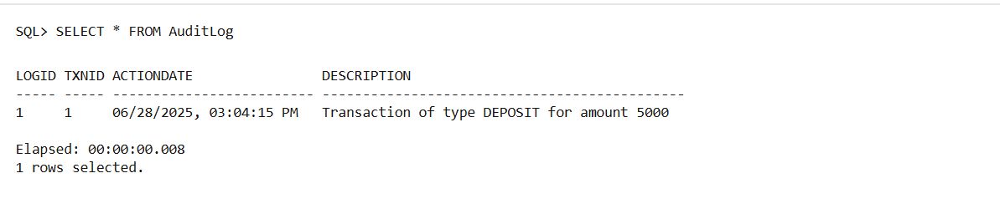 SQL> SELECT * FROM AuditLog
LOGID TXNID ACTIONDATE                DESCRIPTION
----- ----- ------------------------- ---------------------------------------------
1     1     06/28/2025, 03:04:15 PM   Transaction of type DEPOSIT for amount 5000
Elapsed: 00:00:00.008
1 rows selected.